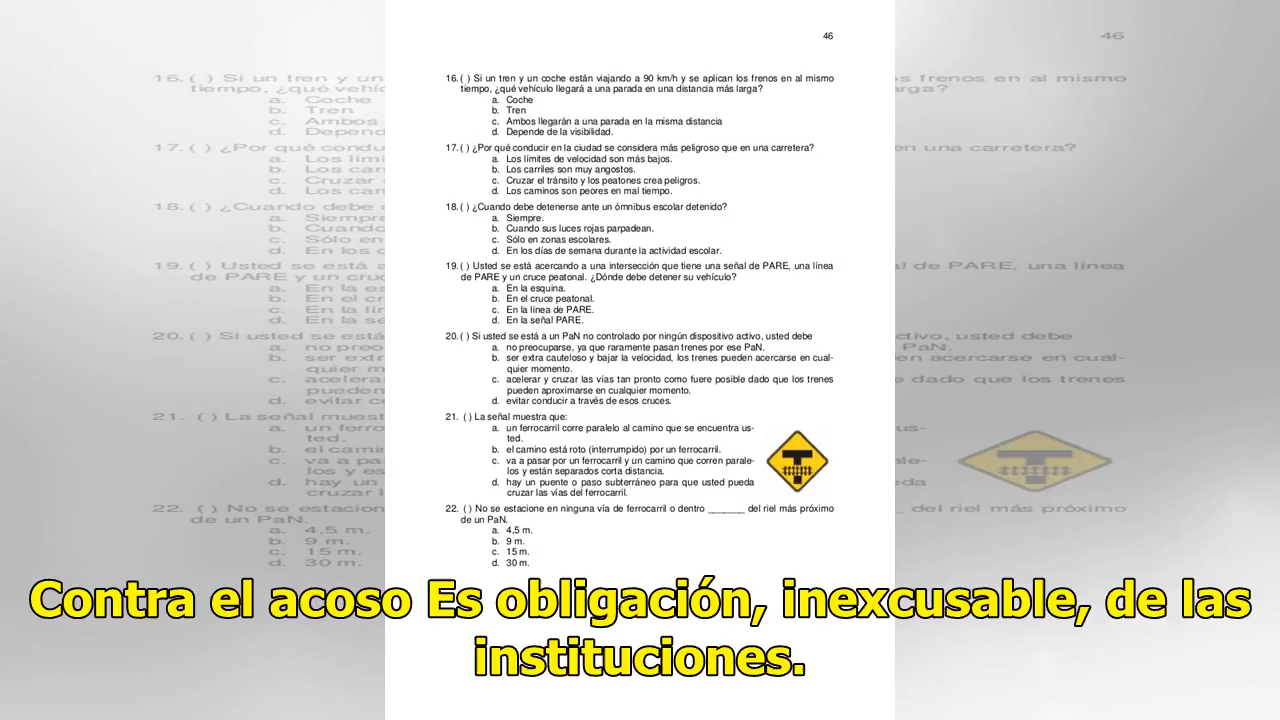 46
16. ( ) Si un tren y un coche están viajando a 90 km/h y se aplican los frenos en al mismo
tiempo, ¿qué vehículo llegará a una parada en una distancia más larga?
a. Coche
b. Tren
c. Ambos llegarán a una parada en la misma distancia
d. Depende de la visibilidad.
17. ( ) ¿Por qué conducir en la ciudad se considera más peligroso que en una carretera?
a. Los límites de velocidad son más bajos.
b. Los carriles son muy angostos.
c. Cruzar el tránsito y los peatones crea peligros.
d. Los caminos son peores en mal tiempo.
18. ( ) ¿Cuando debe detenerse ante un ómnibus escolar detenido?
a. Siempre.
b. Cuando sus luces rojas parpadean.
c. Sólo en zonas escolares.
d. En los días de semana durante la actividad escolar.
19. ( ) Usted se está acercando a una intersección que tiene una señal de PARE, una línea
de PARE y un cruce peatonal. ¿Dónde debe detener su vehículo?
a. En la esquina.
b. En el cruce peatonal.
c. En la línea de PARE.
d. En la señal PARE.
20. ( ) Si usted se está a un PaN no controlado por ningún dispositivo activo, usted debe
a. no preocuparse, ya que raramente pasan trenes por ese PaN.
b. ser extra cauteloso y bajar la velocidad, los trenes pueden acercarse en cual-
quier momento.
c. acelerar y cruzar las vías tan pronto como fuere posible dado que los trenes
pueden aproximarse en cualquier momento.
d. evitar conducir a través de esos cruces.
21. ( ) La señal muestra que:
a. un ferrocarril corre paralelo al camino que se encuentra us-
ted.
b. el camino está roto (interrumpido) por un ferrocarril.
c. va a pasar por un ferrocarril y un camino que corren parale-
los y están separados corta distancia.
d. hay un puente o paso subterráneo para que usted pueda
cruzar las vías del ferrocarril.
22. ( ) No se estacione en ninguna vía de ferrocarril o dentro _______ del riel más próximo
de un PaN.
a. 4,5 m.
b. 9 m.
c. 15 m.
d. 30 m.
Contra el acoso Es obligación, inexcusable, de las
instituciones.